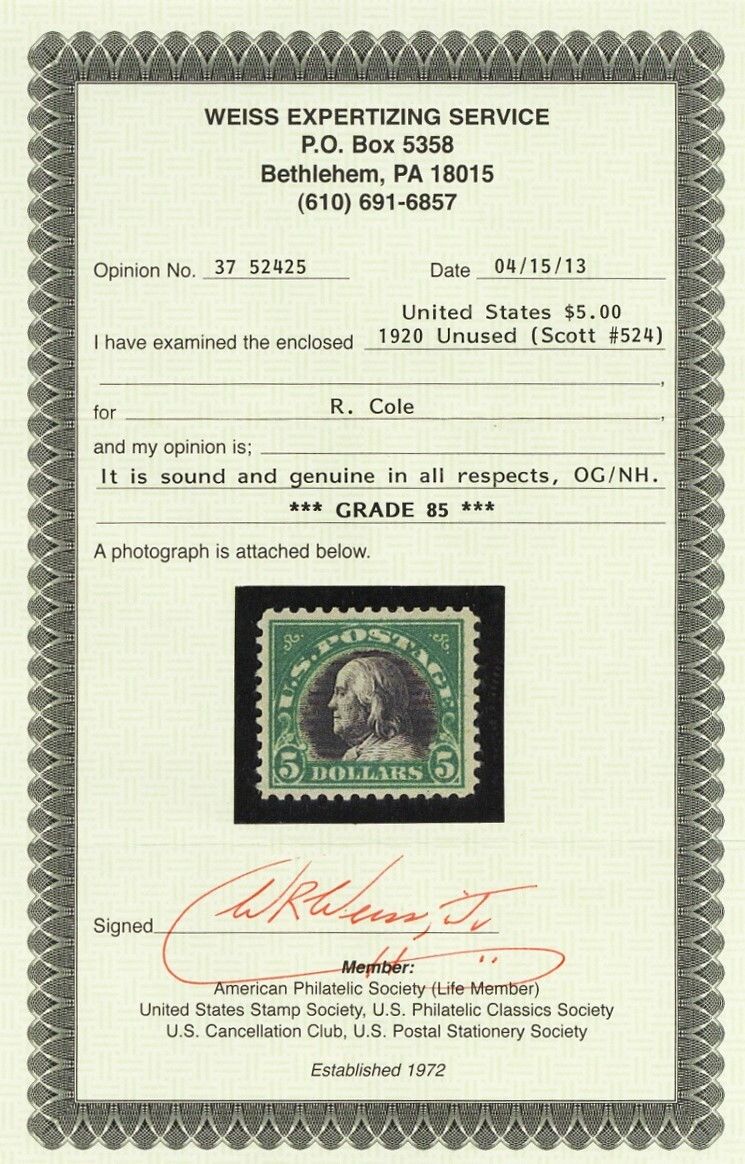 WEISS EXPERTIZING SERVICE
P.O. Box 5358
Bethlehem, PA 18015
(610) 691-6857
Opinion No. 37 52425 Date 04/15/13
United States $5.00
I have examined the enclosed 1920 Unused (Scott #524)
,
for R. Cole ,
and my opinion is;
It is sound and genuine in all respects, OG/NH.
*** GRADE 85 ***
A photograph is attached below.
U.S. POSTAGE
5 DOLLARS 5
Signed WRWeiss, Jr
Member:
American Philatelic Society (Life Member)
United States Stamp Society, U.S. Philatelic Classics Society
U.S. Cancellation Club, U.S. Postal Stationery Society
Established 1972